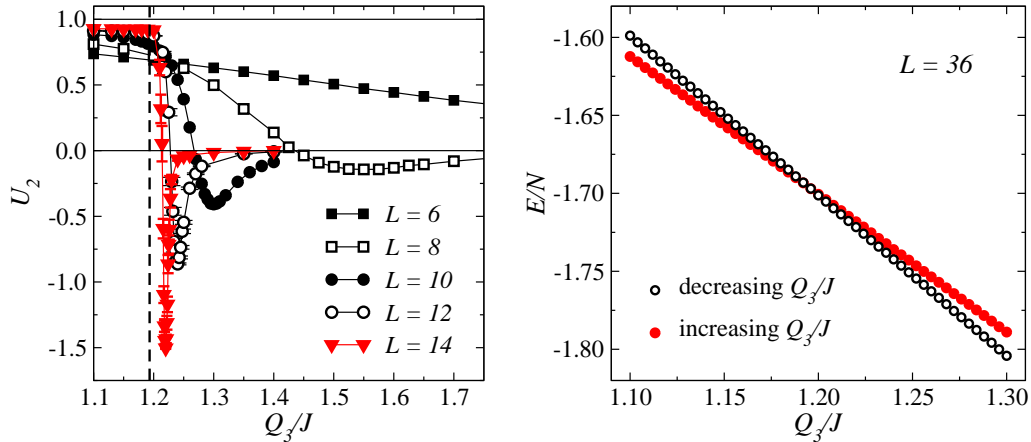 1.0
0.5
0.0
-0.5
-1.0
-1.5
U2
L = 6
L = 8
L = 10
L = 12
L = 14
1.1 1.2 1.3 1.4 1.5 1.6 1.7
Q3/J
-1.60
-1.65
-1.70
-1.75
-1.80
E/N
L = 36
decreasing Q3/J
increasing Q3/J
1.10 1.15 1.20 1.25 1.30
Q3/J